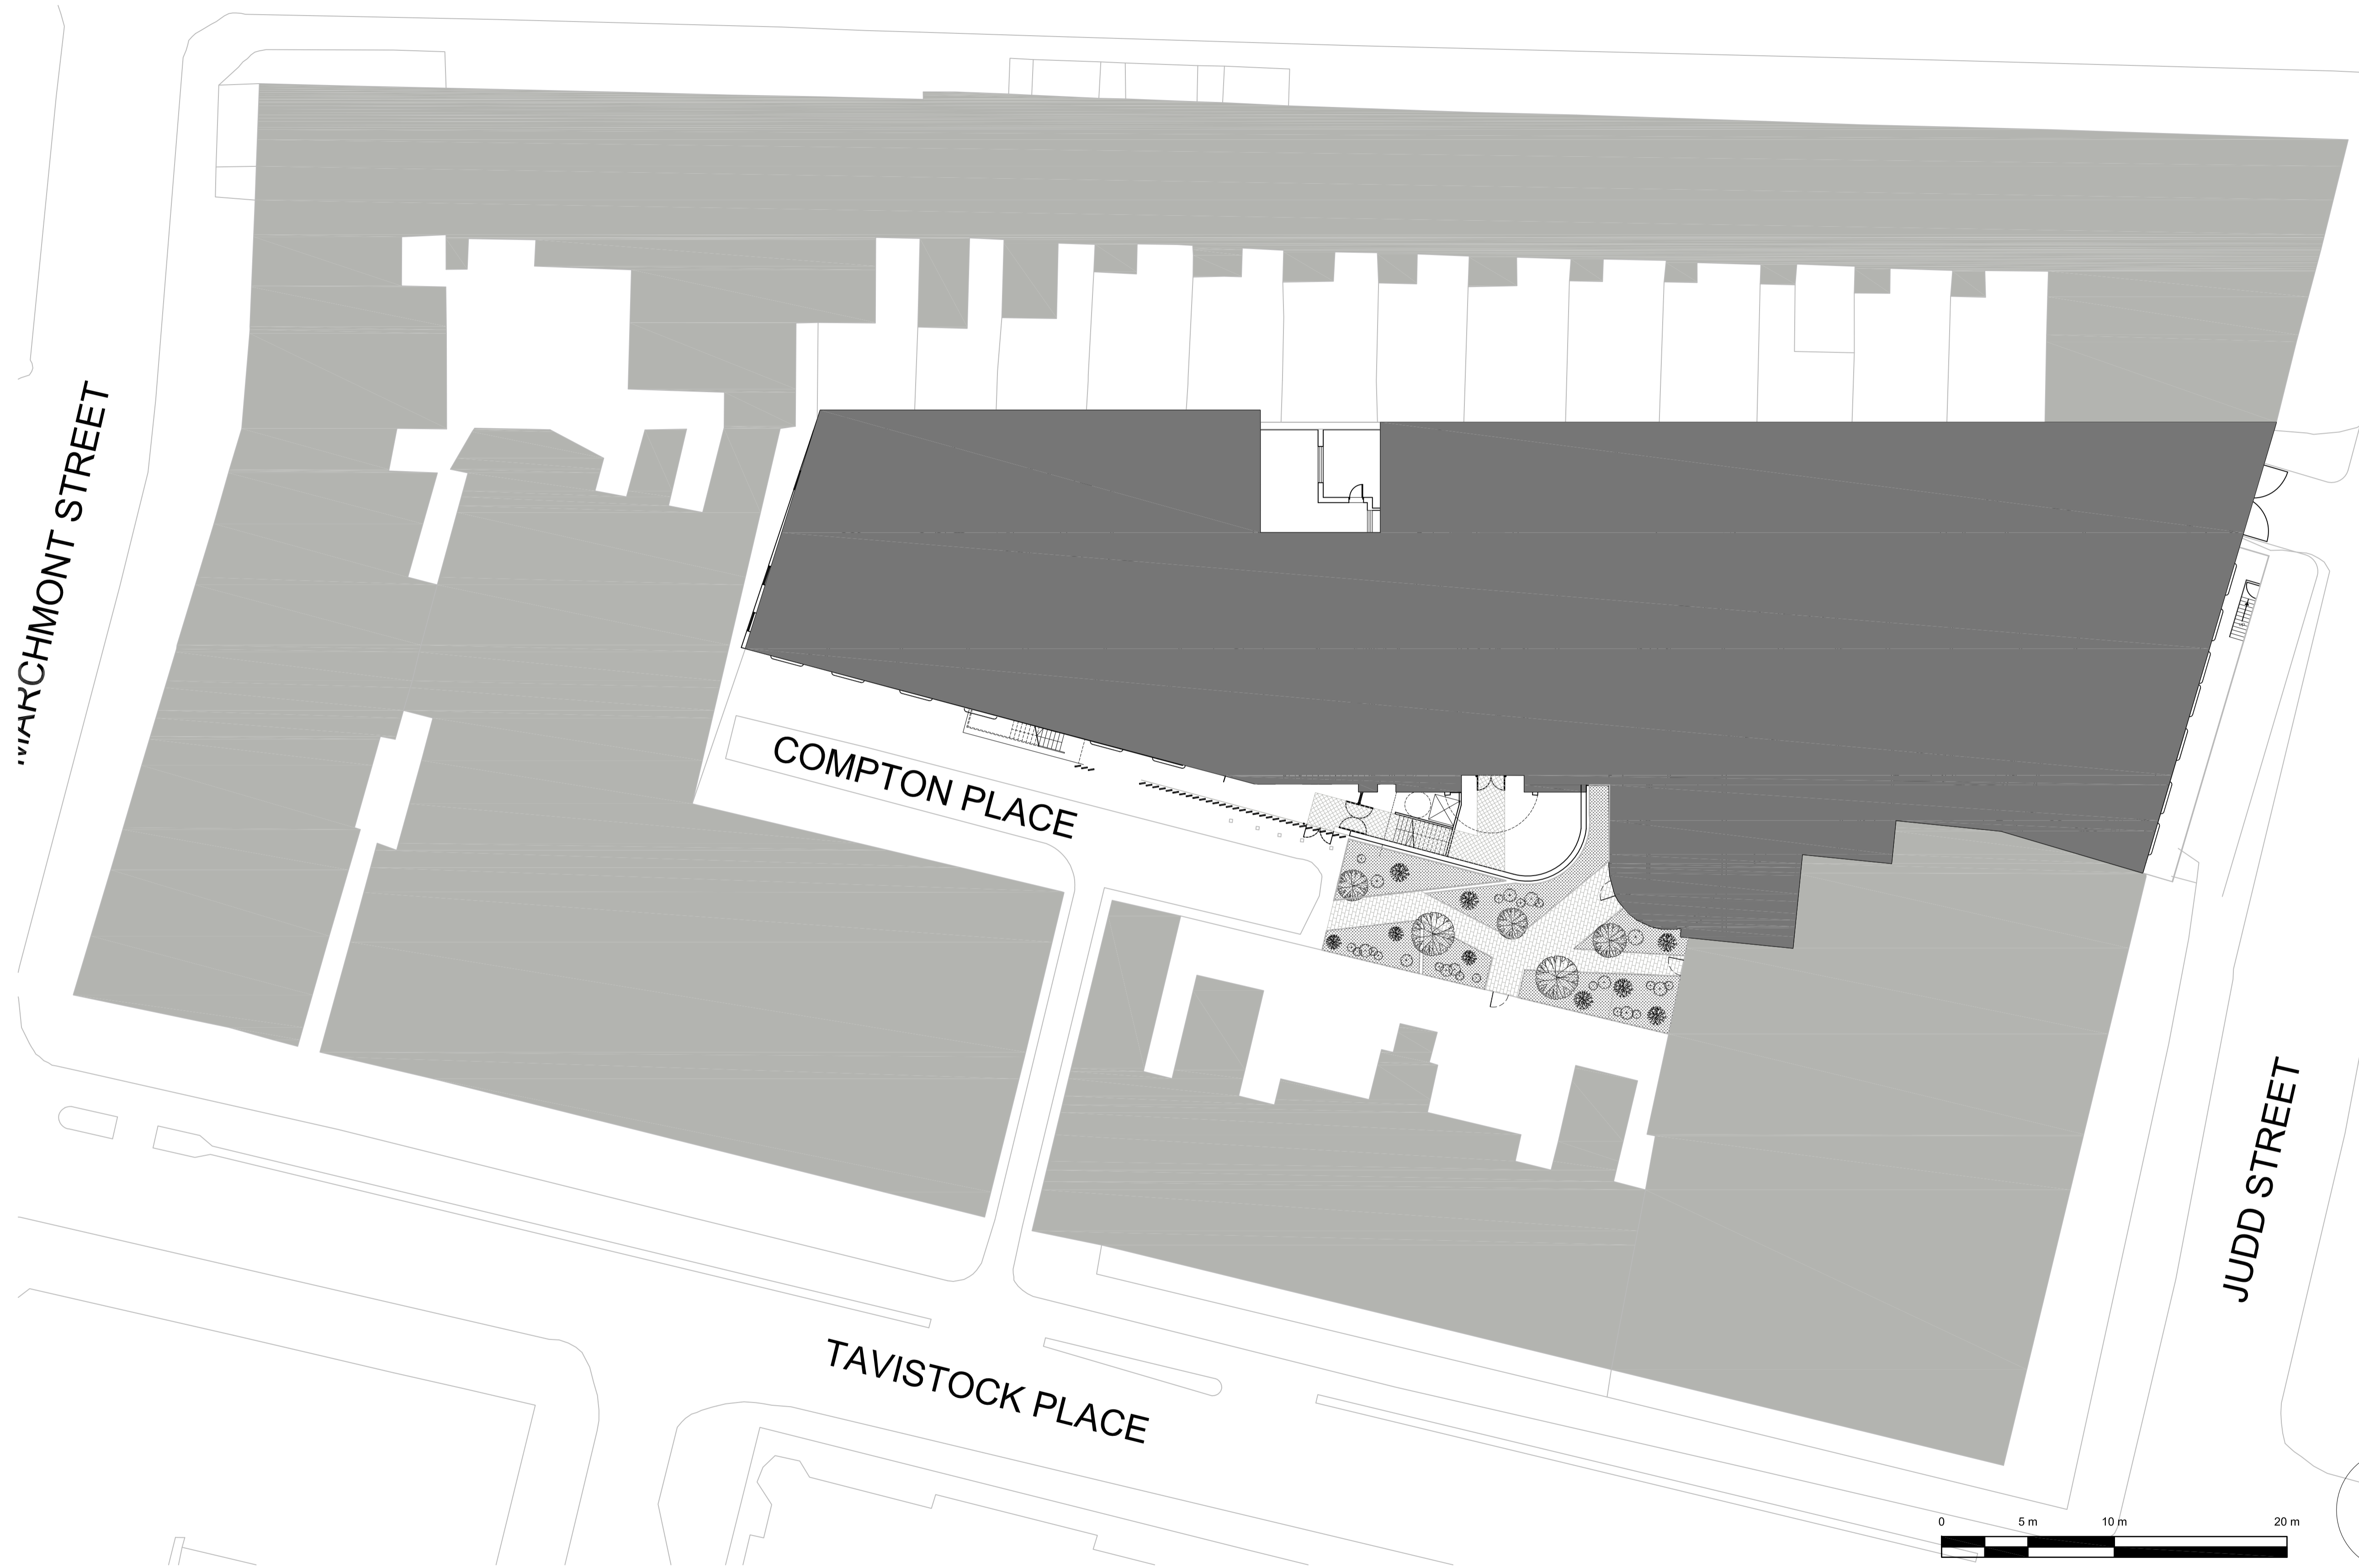 MARCHMONT STREET
COMPTON PLACE
JUDD STREET
TAVISTOCK PLACE
0 5 m 10 m 20 m